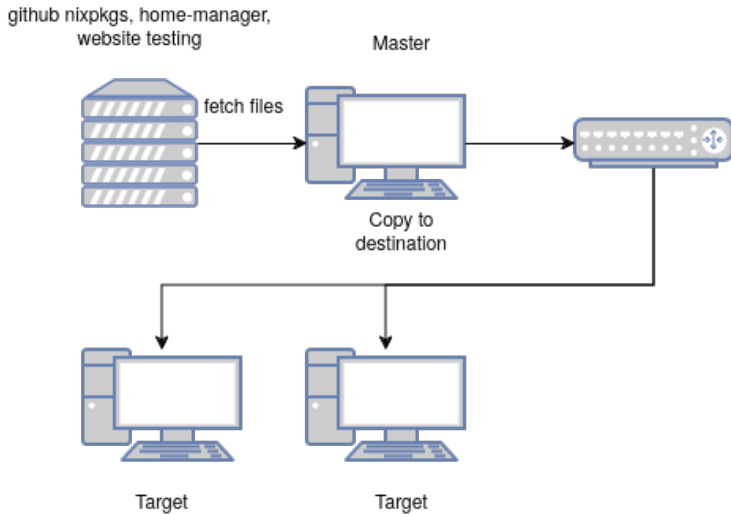 github nixpkgs, home-manager,
website testing
Master
fetch files
Copy to
destination
Target
Target